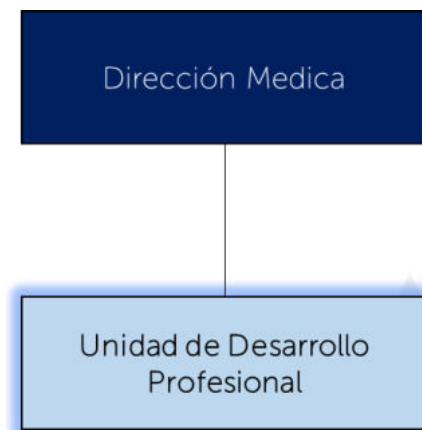 Dirección Medica
Unidad de Desarrollo
Profesional